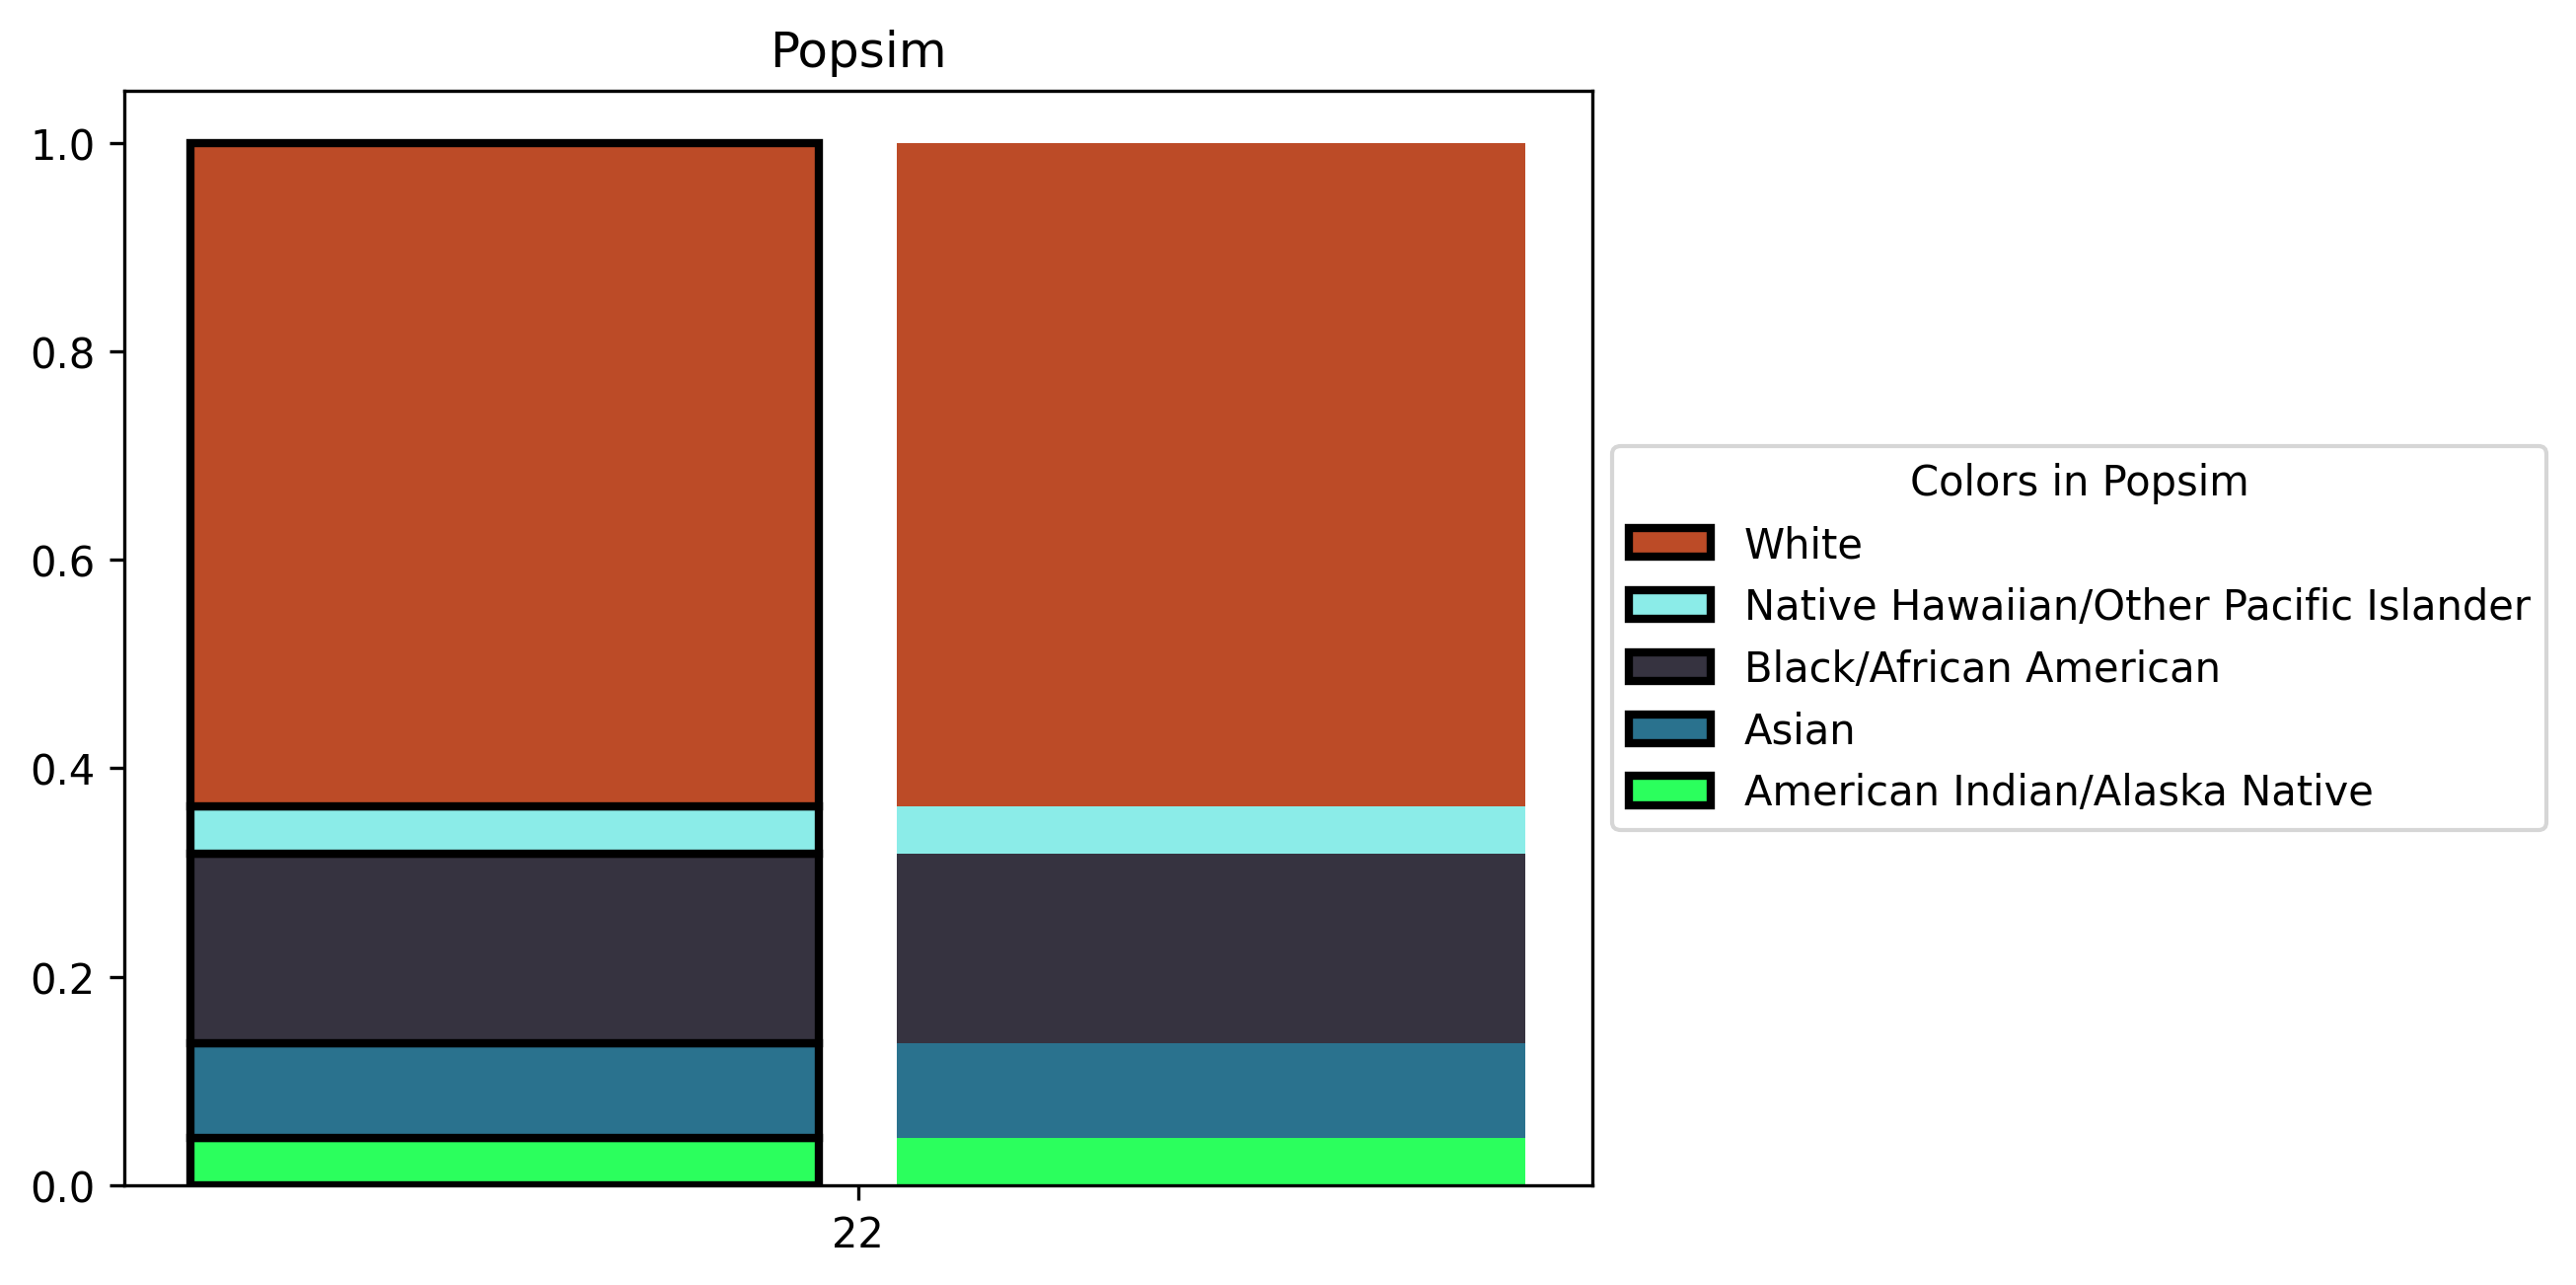 Popsim
1.0
0.8
0.6
0.4
0.2
0.0
22
Colors in Popsim
White
Native Hawaiian/Other Pacific Islander
Black/African American
Asian
American Indian/Alaska Native